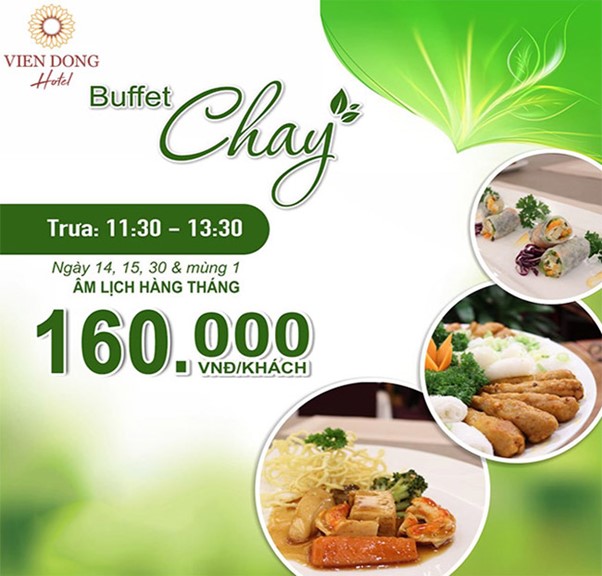 VIEN DONG
Hotel
Buffet
Chay
Trưa: 11:30 – 13:30
Ngày 14, 15, 30 & mùng 1
ÂM LỊCH HÀNG THÁNG
160.000
VNĐ/KHÁCH